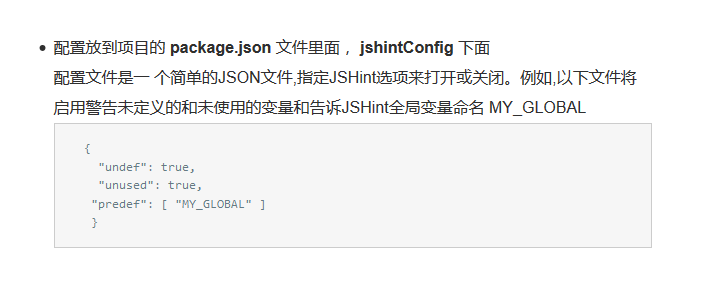 配置放到项目的 package.json 文件里面， jshintConfig 下面
配置文件是一 个简单的JSON文件,指定JSHint选项来打开或关闭。例如,以下文件将
启用警告未定义的和未使用的变量和告诉JSHint全局变量命名 MY_GLOBAL
{
"undef": true,
"unused": true,
"predef": [ "MY_GLOBAL" ]
}